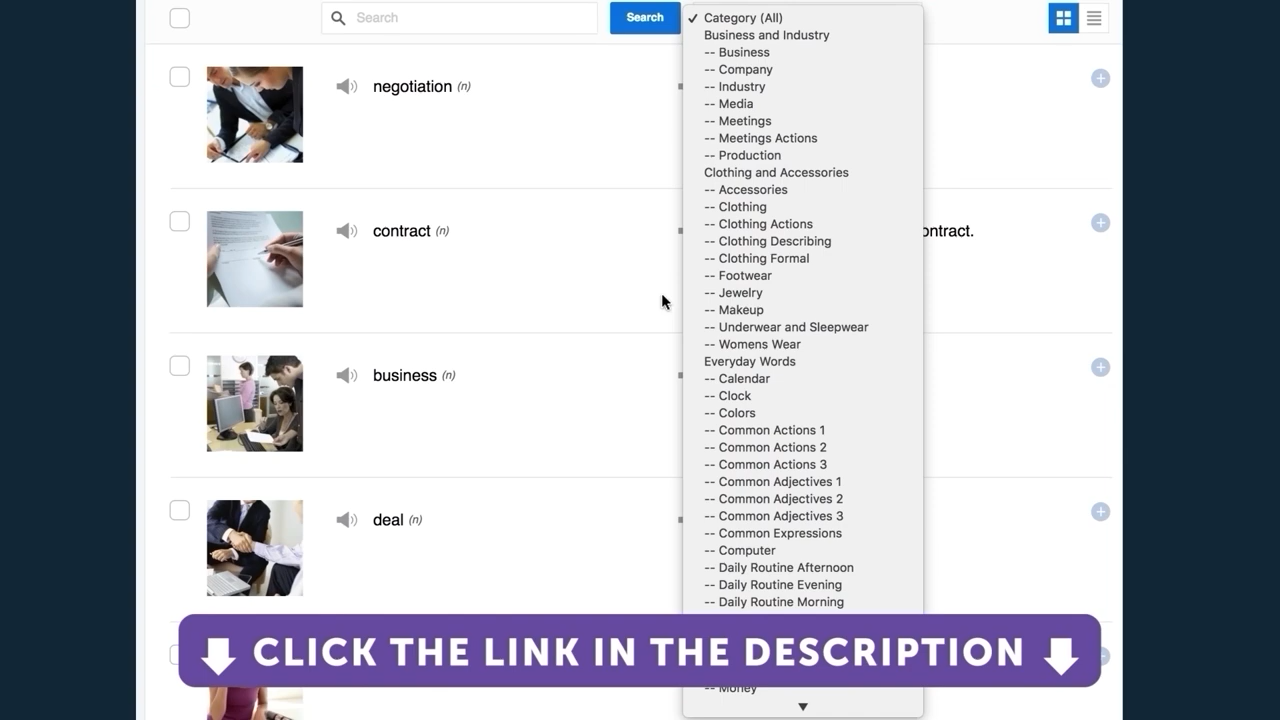 Search
Search
✓ Category (All)
Business and Industry
-- Business
-- Company
-- Industry
-- Media
-- Meetings
-- Meetings Actions
-- Production
Clothing and Accessories
-- Accessories
-- Clothing
-- Clothing Actions
-- Clothing Describing
-- Clothing Formal
-- Footwear
-- Jewelry
-- Makeup
-- Underwear and Sleepwear
-- Womens Wear
Everyday Words
-- Calendar
-- Clock
-- Colors
-- Common Actions 1
-- Common Actions 2
-- Common Actions 3
-- Common Adjectives 1
-- Common Adjectives 2
-- Common Adjectives 3
-- Common Expressions
-- Computer
-- Daily Routine Afternoon
-- Daily Routine Evening
-- Daily Routine Morning
-- Money
negotiation (n)
contract (n)
ontract.
business (n)
deal (n)
CLICK THE LINK IN THE DESCRIPTION